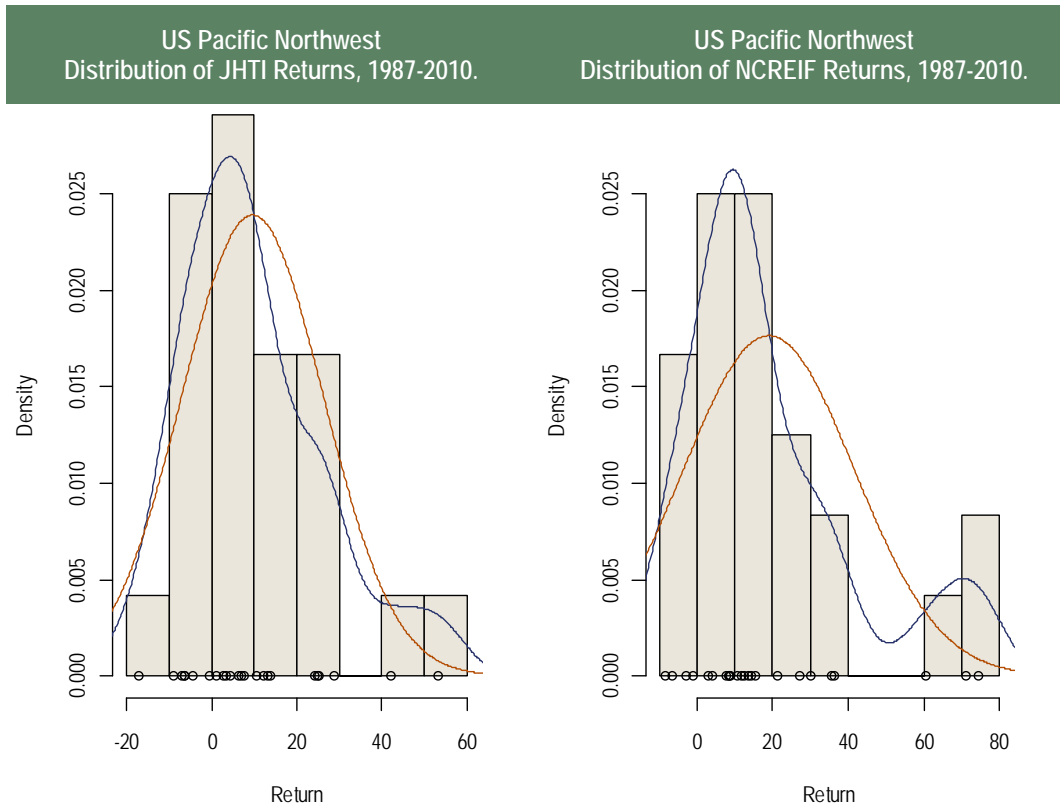 US Pacific Northwest
Distribution of JHTI Returns, 1987-2010.
US Pacific Northwest
Distribution of NCREIF Returns, 1987-2010.
Density
0.025
0.020
0.015
0.010
0.005
0.000
-20 0 20 40 60
Return
Density
0.025
0.020
0.015
0.010
0.005
0.000
0 20 40 60 80
Return